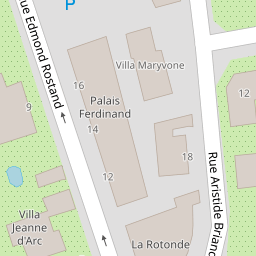 P
Rue Edmond Rostand
Villa Maryvone
16
Palais
Ferdinand
12
9
14
18
12
Rue Aristide Briand
Villa
Jeanne
d'Arc
La Rotonde